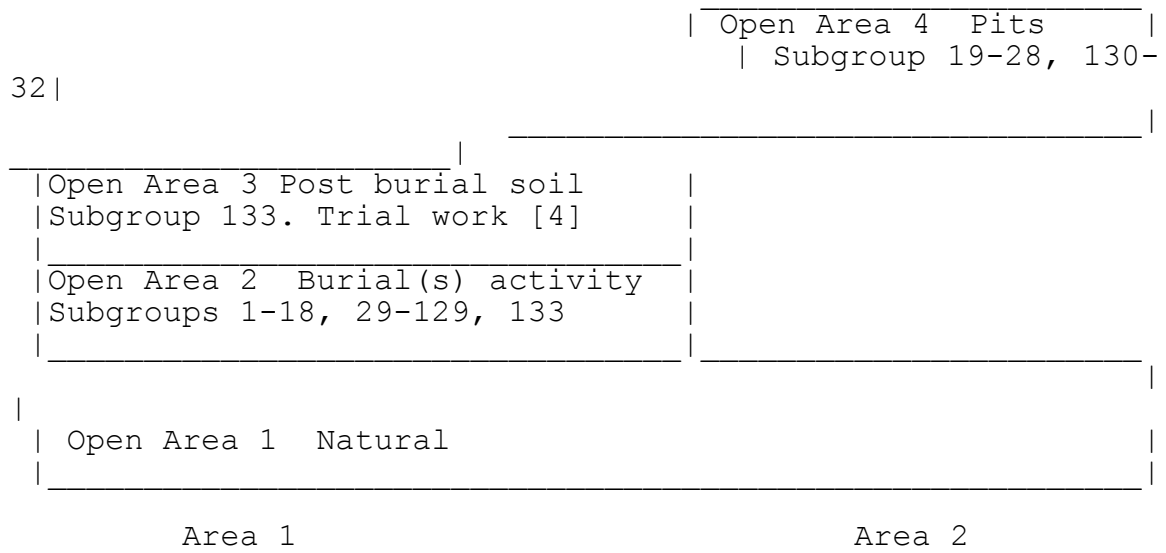 | Open Area 4 Pits |
| Subgroup 19-28, 130-
32|
|Open Area 3 Post burial soil |
|Subgroup 133. Trial work [4] |
|Open Area 2 Burial(s) activity |
|Subgroups 1-18, 29-129, 133 |
| Open Area 1 Natural |
Area 1 Area 2